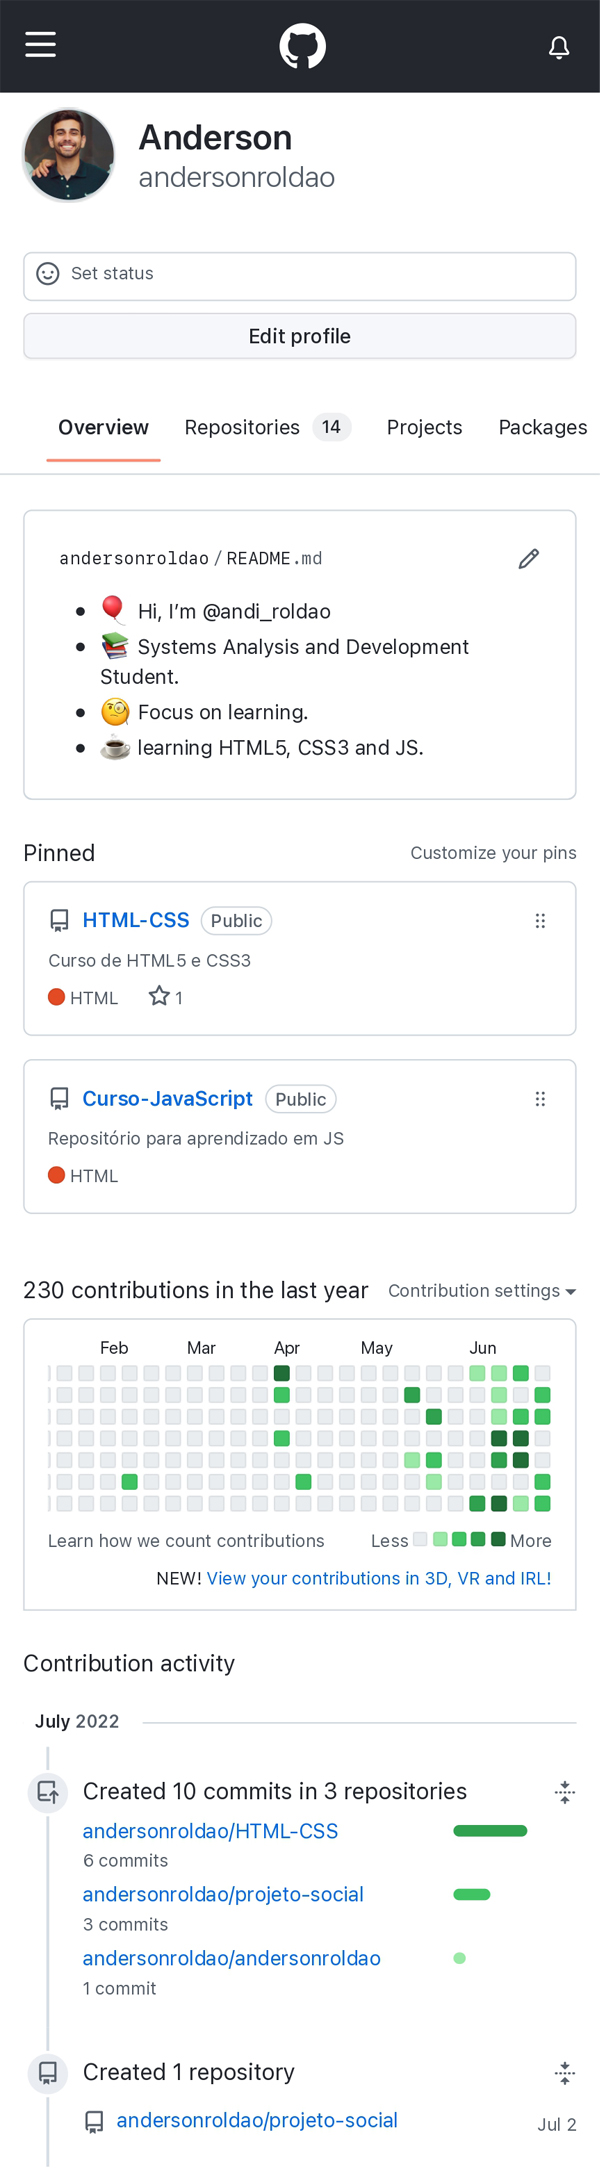 Anderson
andersonroldao
Set status
Edit profile
Overview Repositories 14 Projects Packages
andersonroldao / README.md
Hi, I’m @andi_roldao
Systems Analysis and Development
Student.
Focus on learning.
learning HTML5, CSS3 and JS.
Pinned Customize your pins
HTML-CSS Public
Curso de HTML5 e CSS3
HTML 1
Curso-JavaScript Public
Repositório para aprendizado em JS
HTML
230 contributions in the last year Contribution settings
Feb Mar Apr May Jun
Learn how we count contributions Less More
NEW! View your contributions in 3D, VR and IRL!
Contribution activity
July 2022
Created 10 commits in 3 repositories
andersonroldao/HTML-CSS
6 commits
andersonroldao/projeto-social
3 commits
andersonroldao/andersonroldao
1 commit
Created 1 repository
andersonroldao/projeto-social Jul 2